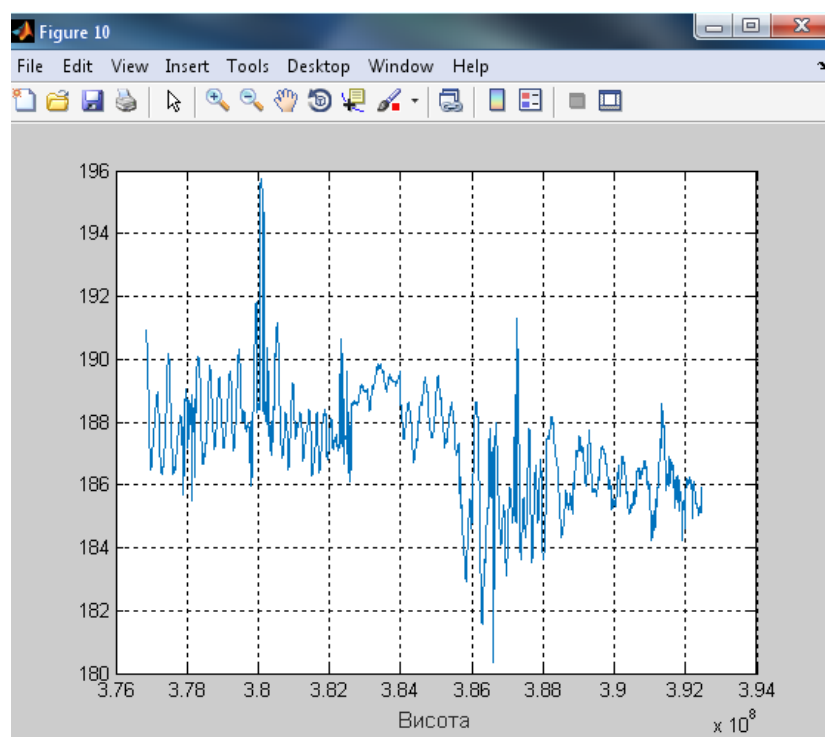 Figure 10
File Edit View Insert Tools Desktop Window Help
196
194
192
190
188
186
184
182
180
3.76 3.78 3.8 3.82 3.84 3.86 3.88 3.9 3.92 3.94
Висота
x 10⁸